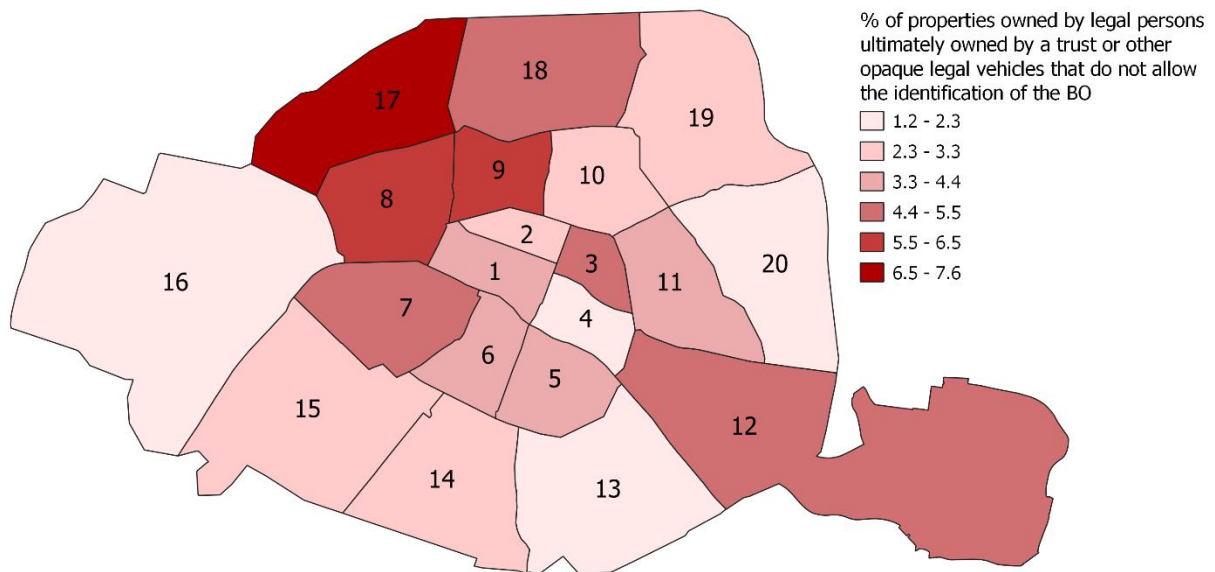 % of properties owned by legal persons
ultimately owned by a trust or other
opaque legal vehicles that do not allow
the identification of the BO
1.2 - 2.3
2.3 - 3.3
3.3 - 4.4
4.4 - 5.5
5.5 - 6.5
6.5 - 7.6
18
17
19
9
10
8
2
3
20
1
11
16
7
4
6
5
15
12
14
13